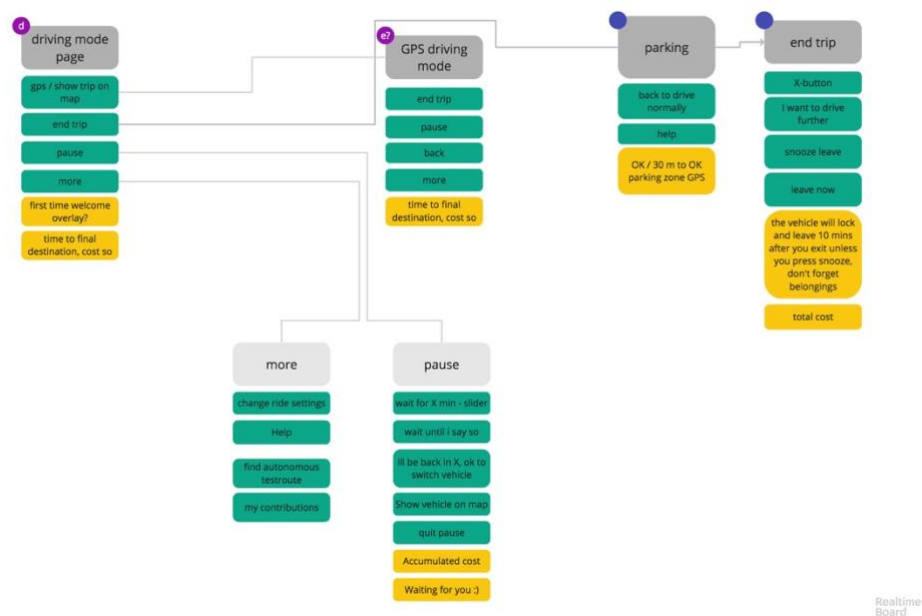 d
driving mode
page
gps / show trip on
map
end trip
pause
more
first time welcome
overlay?
time to final
destination, cost so
e?
GPS driving
mode
end trip
pause
back
more
time to final
destination, cost so
parking
back to drive
normally
help
OK / 30 m to OK
parking zone GPS
end trip
X-button
I want to drive
further
snooze leave
leave now
the vehicle will lock
and leave 10 mins
after you exit unless
you press snooze,
don't forget
belongings
total cost
more
change ride settings
Help
find autonomous
testroute
my contributions
pause
wait for X min - slider
wait until i say so
ill be back in X, ok to
switch vehicle
Show vehicle on map
quit pause
Accumulated cost
Waiting for you :)
Realtime
Board